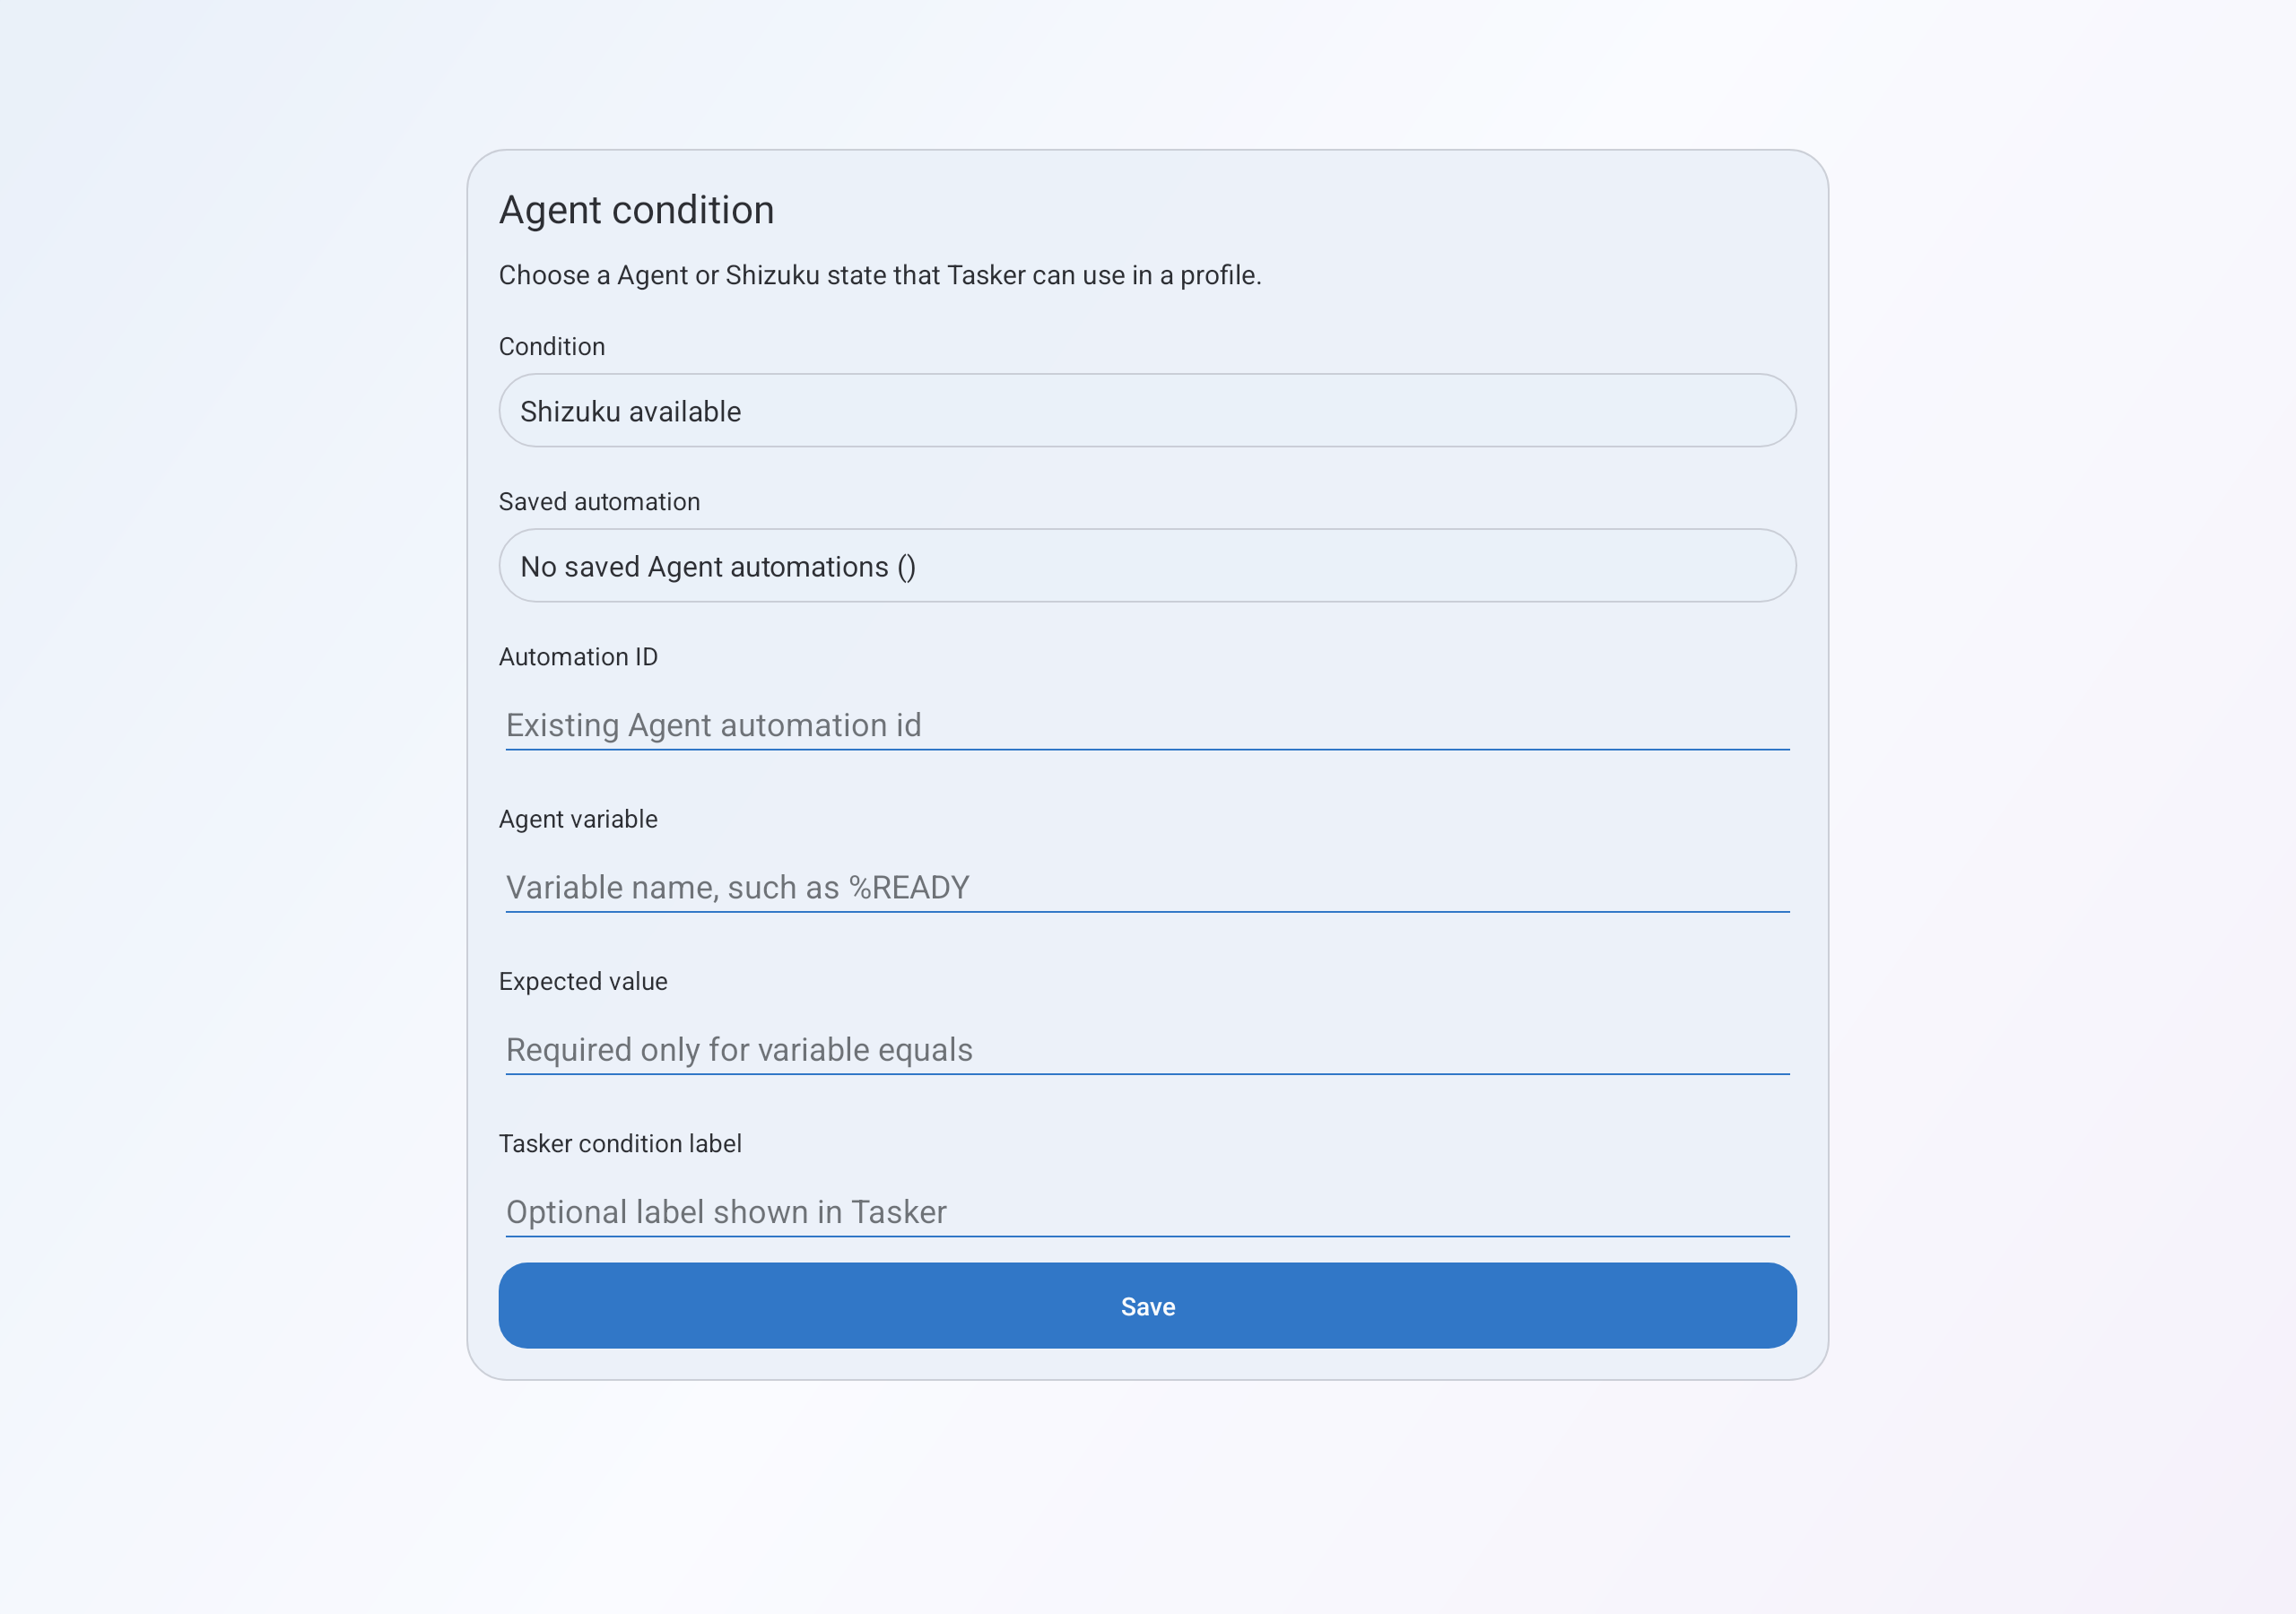 Agent condition
Choose a Agent or Shizuku state that Tasker can use in a profile.
Condition
Shizuku available
Saved automation
No saved Agent automations ()
Automation ID
Existing Agent automation id
Agent variable
Variable name, such as %READY
Expected value
Required only for variable equals
Tasker condition label
Optional label shown in Tasker
Save